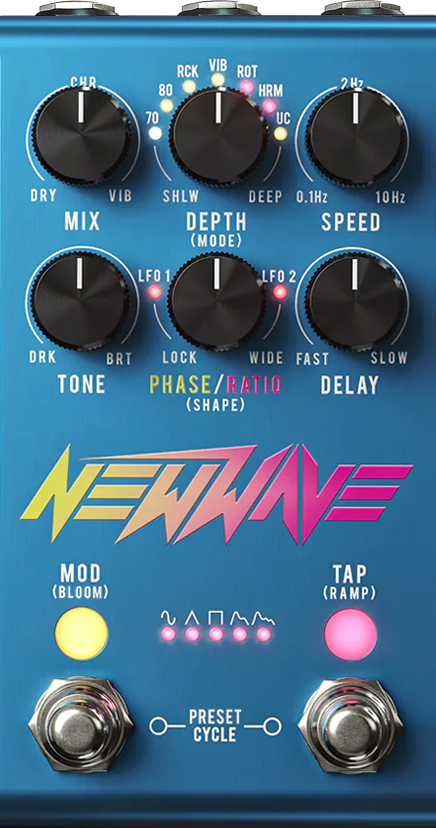 CHR
DRY
VIB
MIX
70
80
RCK
VIB
ROT
HRM
UC
SHLW
DEEP
DEPTH
(MODE)
2Hz
0.1Hz
10Hz
SPEED
DRK
BRT
TONE
LFO 1
LFO 2
LOCK
WIDE
PHASE/RATIO
(SHAPE)
FAST
SLOW
DELAY
NEWWAVE
MOD
(BLOOM)
TAP
(RAMP)
PRESET
CYCLE